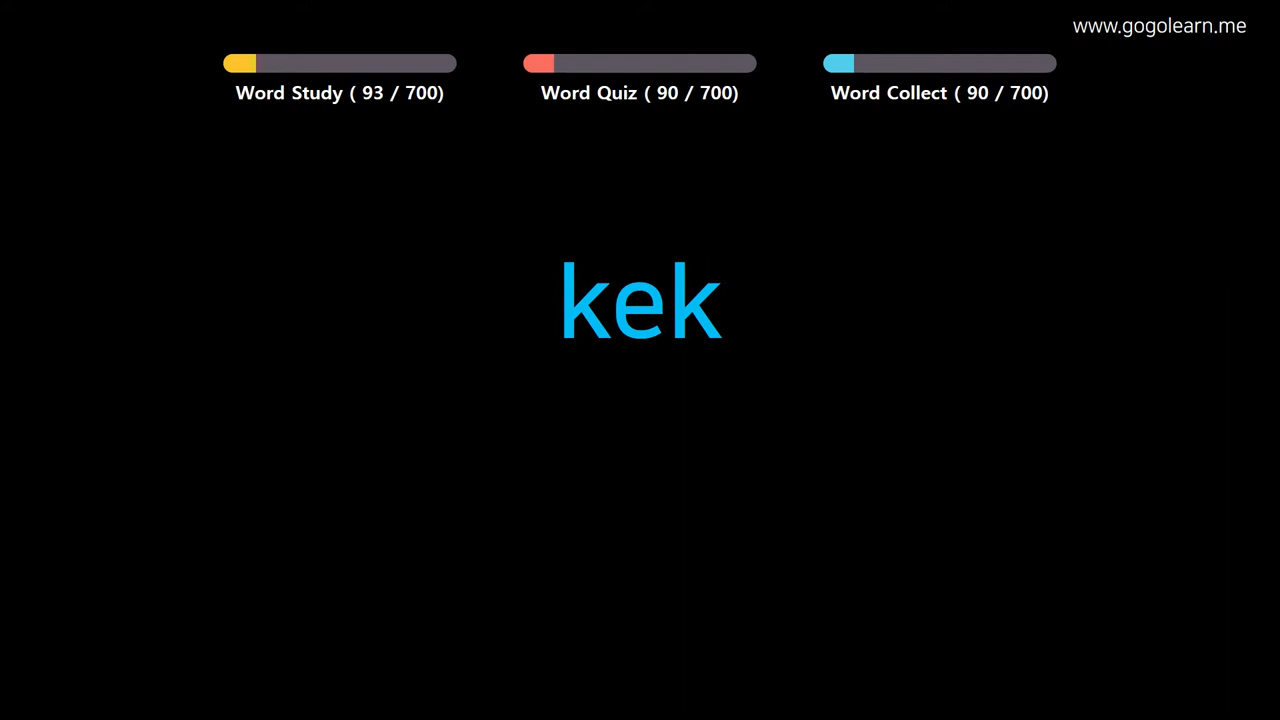 www.gogolearn.me
Word Study ( 93 / 700)
Word Quiz ( 90 / 700)
Word Collect ( 90 / 700)
kek